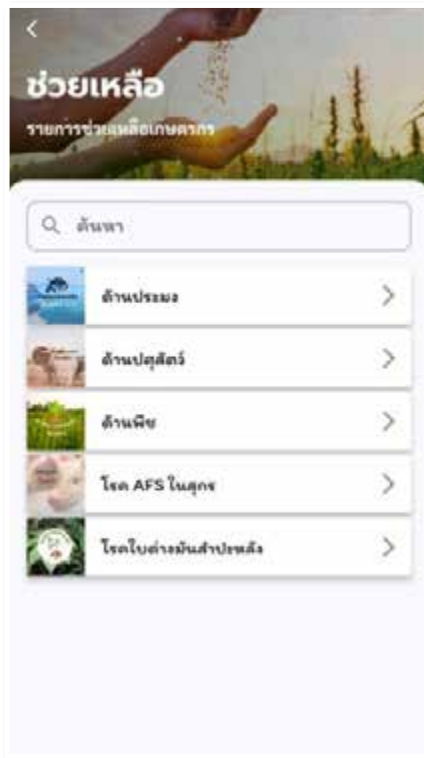 ช่วยเหลือ
รายการช่วยเหลือเกษตรกร
ค้นหา
ด้านประมง
ด้านปศุสัตว์
ด้านพืช
โรค AFS ในสุกร
โรคใบด่างมันสำปะหลัง